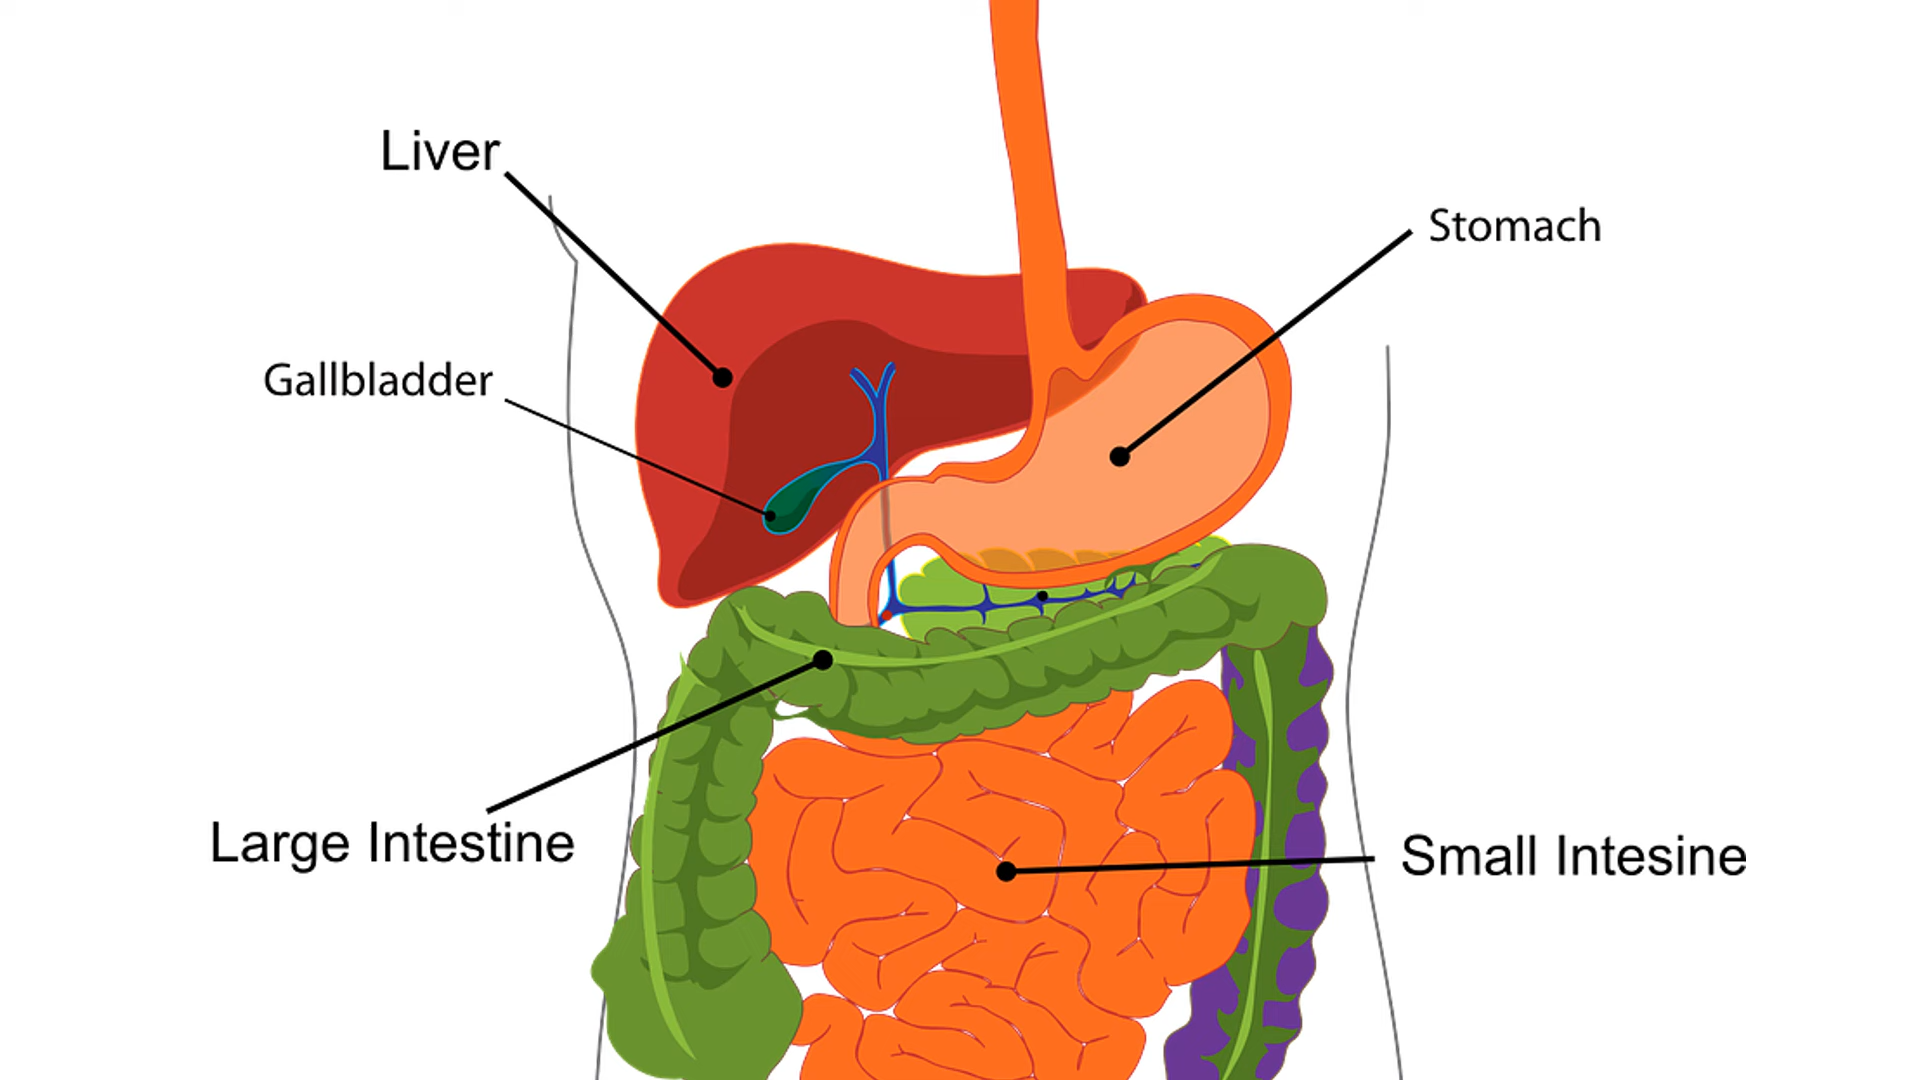 Liver
Stomach
Gallbladder
Large Intestine
Small Intesine